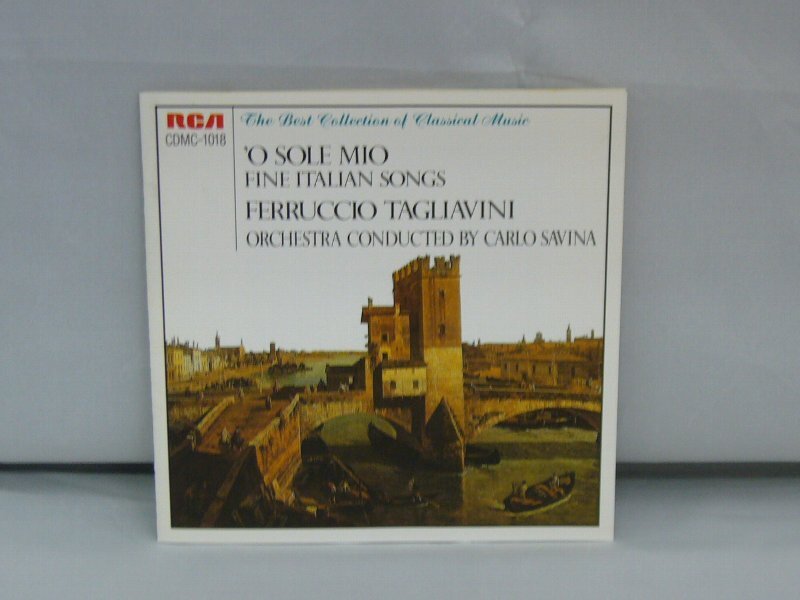 RCA
CDMC-1018
The Best Collection of Classical Music
'O SOLE MIO
FINE ITALIAN SONGS
FERRUCCIO TAGLIAVINI
ORCHESTRA CONDUCTED BY CARLO SAVINA